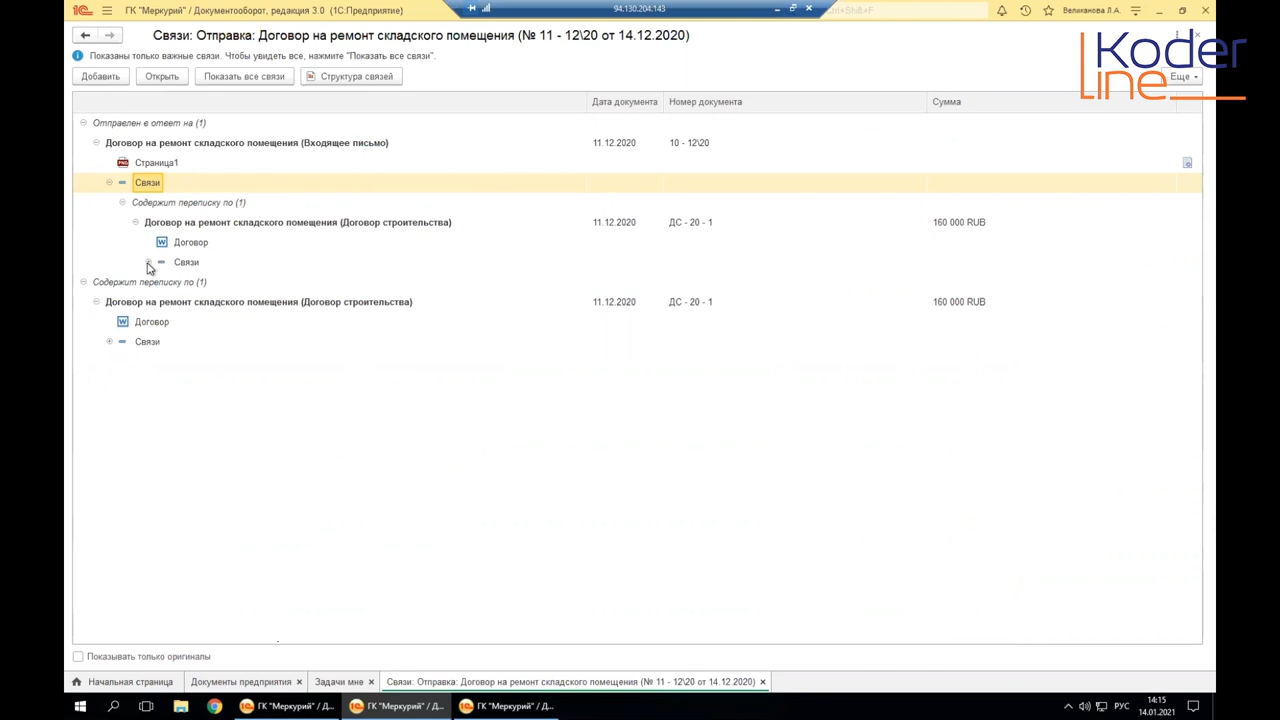 ГК "Меркурий" / Документооборот, редакция 3.0 (1С:Предприятие)
94.130.204.143
Ctrl+Shift+F
Великанова Л.А.
Связи: Отправка: Договор на ремонт складского помещения (№ 11 - 12\20 от 14.12.2020)
Показаны только важные связи. Чтобы увидеть все, нажмите "Показать все связи".
Koder
line
Добавить
Открыть
Показать все связи
Структура связей
Еще
Дата документа
Номер документа
Сумма
Отправлен в ответ на (1)
Договор на ремонт складского помещения (Входящее письмо)
11.12.2020
10 - 12\20
Страница1
Связи
Содержит переписку по (1)
Договор на ремонт складского помещения (Договор строительства)
11.12.2020
ДС - 20 - 1
160 000 RUB
Договор
Связи
Содержит переписку по (1)
Договор на ремонт складского помещения (Договор строительства)
11.12.2020
ДС - 20 - 1
160 000 RUB
Договор
Связи
Показывать только оригиналы
Начальная страница
Документы предприятия
Задачи мне
Связи: Отправка: Договор на ремонт складского помещения (№ 11 - 12\20 от 14.12.2020)
ГК "Меркурий" / Д...
ГК "Меркурий" / Д...
ГК "Меркурий" / Д...
РУС
14:15
14.01.2021